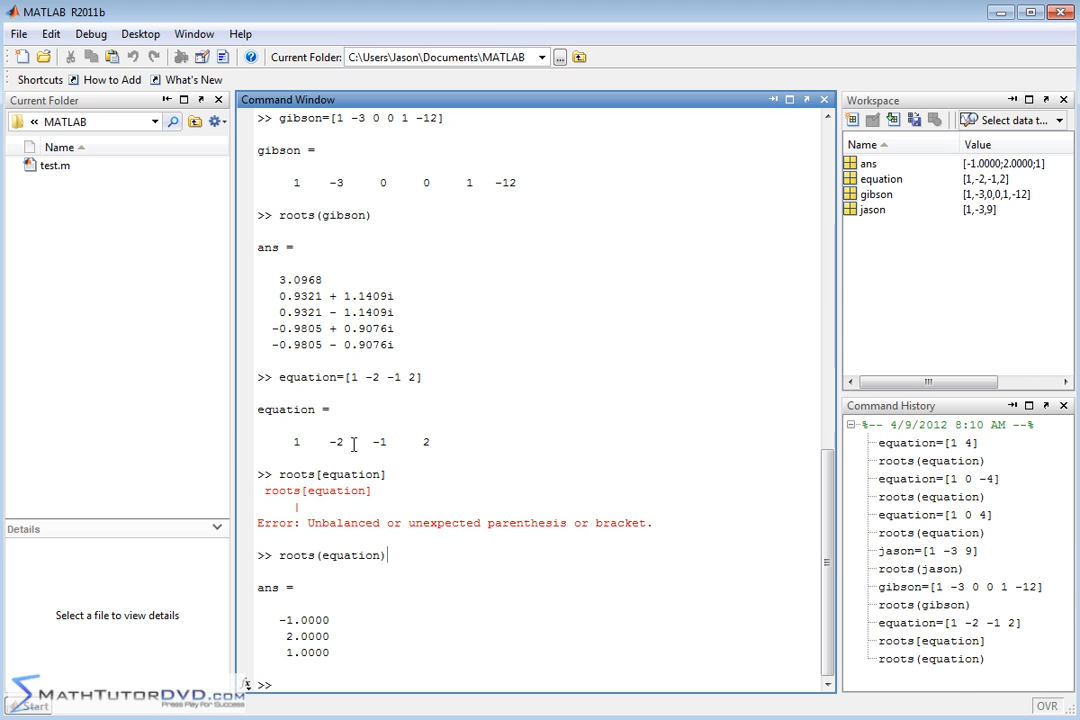 MATLAB R2011b
File Edit Debug Desktop Window Help
Current Folder: C:\Users\Jason\Documents\MATLAB ...
Shortcuts How to Add What's New
Current Folder
« MATLAB
Name
test.m
Details
Select a file to view details
MATHTUTORDVD.COM
Press Play For Success
Start
Command Window
>> gibson=[1 -3 0 0 1 -12]
gibson =
1 -3 0 0 1 -12
>> roots(gibson)
ans =
3.0968
0.9321 + 1.1409i
0.9321 - 1.1409i
-0.9805 + 0.9076i
-0.9805 - 0.9076i
>> equation=[1 -2 -1 2]
equation =
1 -2 -1 2
>> roots[equation]
roots[equation]
|
Error: Unbalanced or unexpected parenthesis or bracket.
>> roots(equation)
ans =
-1.0000
2.0000
1.0000
fx >>
Workspace
Select data t...
Name Value
ans [-1.0000;2.0000;1]
equation [1,-2,-1,2]
gibson [1,-3,0,0,1,-12]
jason [1,-3,9]
Command History
%-- 4/9/2012 8:10 AM --%
equation=[1 4]
roots(equation)
equation=[1 0 -4]
roots(equation)
equation=[1 0 4]
roots(equation)
jason=[1 -3 9]
roots(jason)
gibson=[1 -3 0 0 1 -12]
roots(gibson)
equation=[1 -2 -1 2]
roots[equation]
roots(equation)
OVR